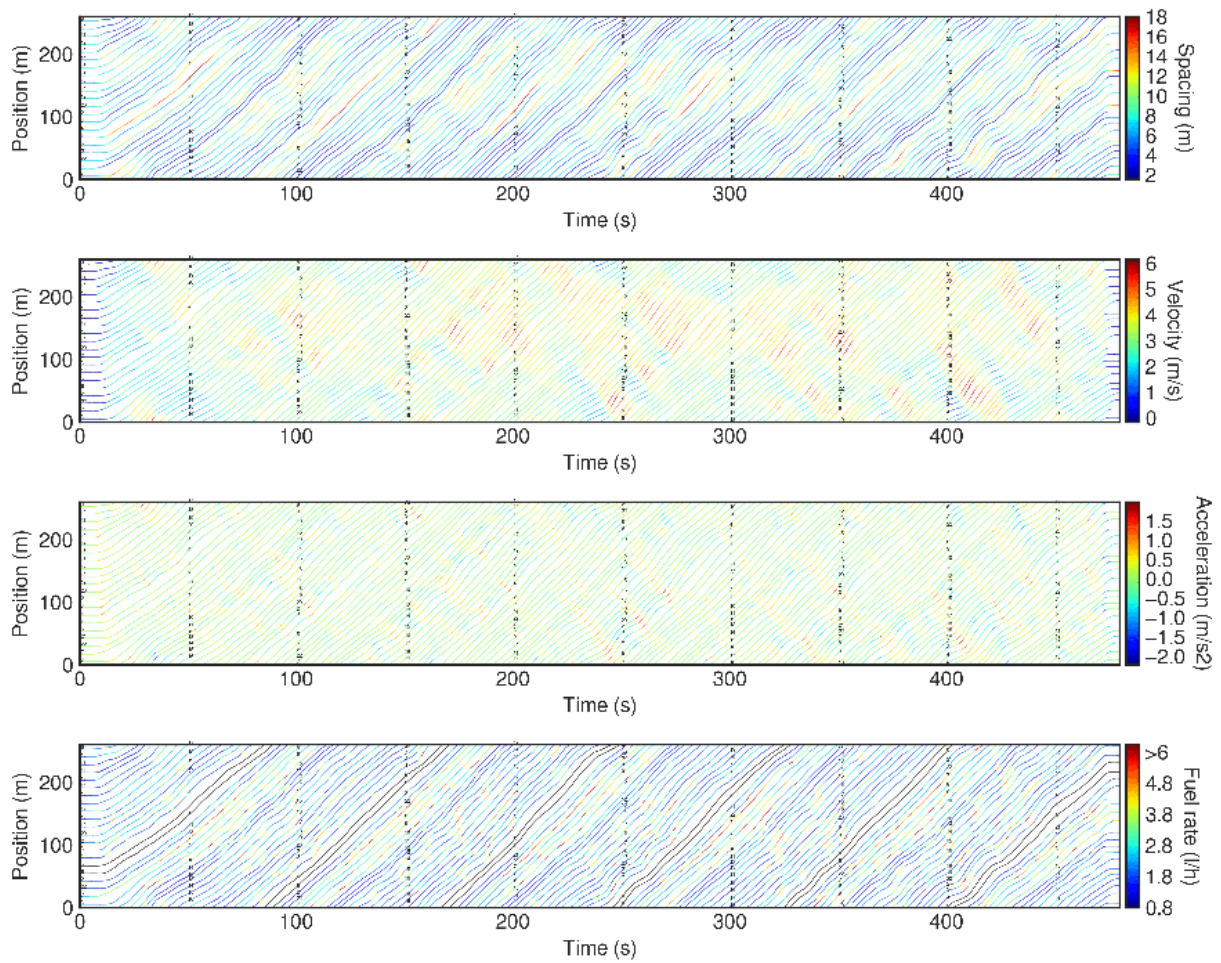 18
16
14
12
10
8
6
4
2
Spacing (m)
Position (m)
200
100
0
0 100 200 300 400
Time (s)
6
5
4
3
2
1
0
Velocity (m/s)
Position (m)
200
100
0
0 100 200 300 400
Time (s)
1.5
1.0
0.5
0.0
−0.5
−1.0
−1.5
−2.0
Acceleration (m/s2)
Position (m)
200
100
0
0 100 200 300 400
Time (s)
>6
4.8
3.8
2.8
1.8
0.8
Fuel rate (l/h)
Position (m)
200
100
0
0 100 200 300 400
Time (s)